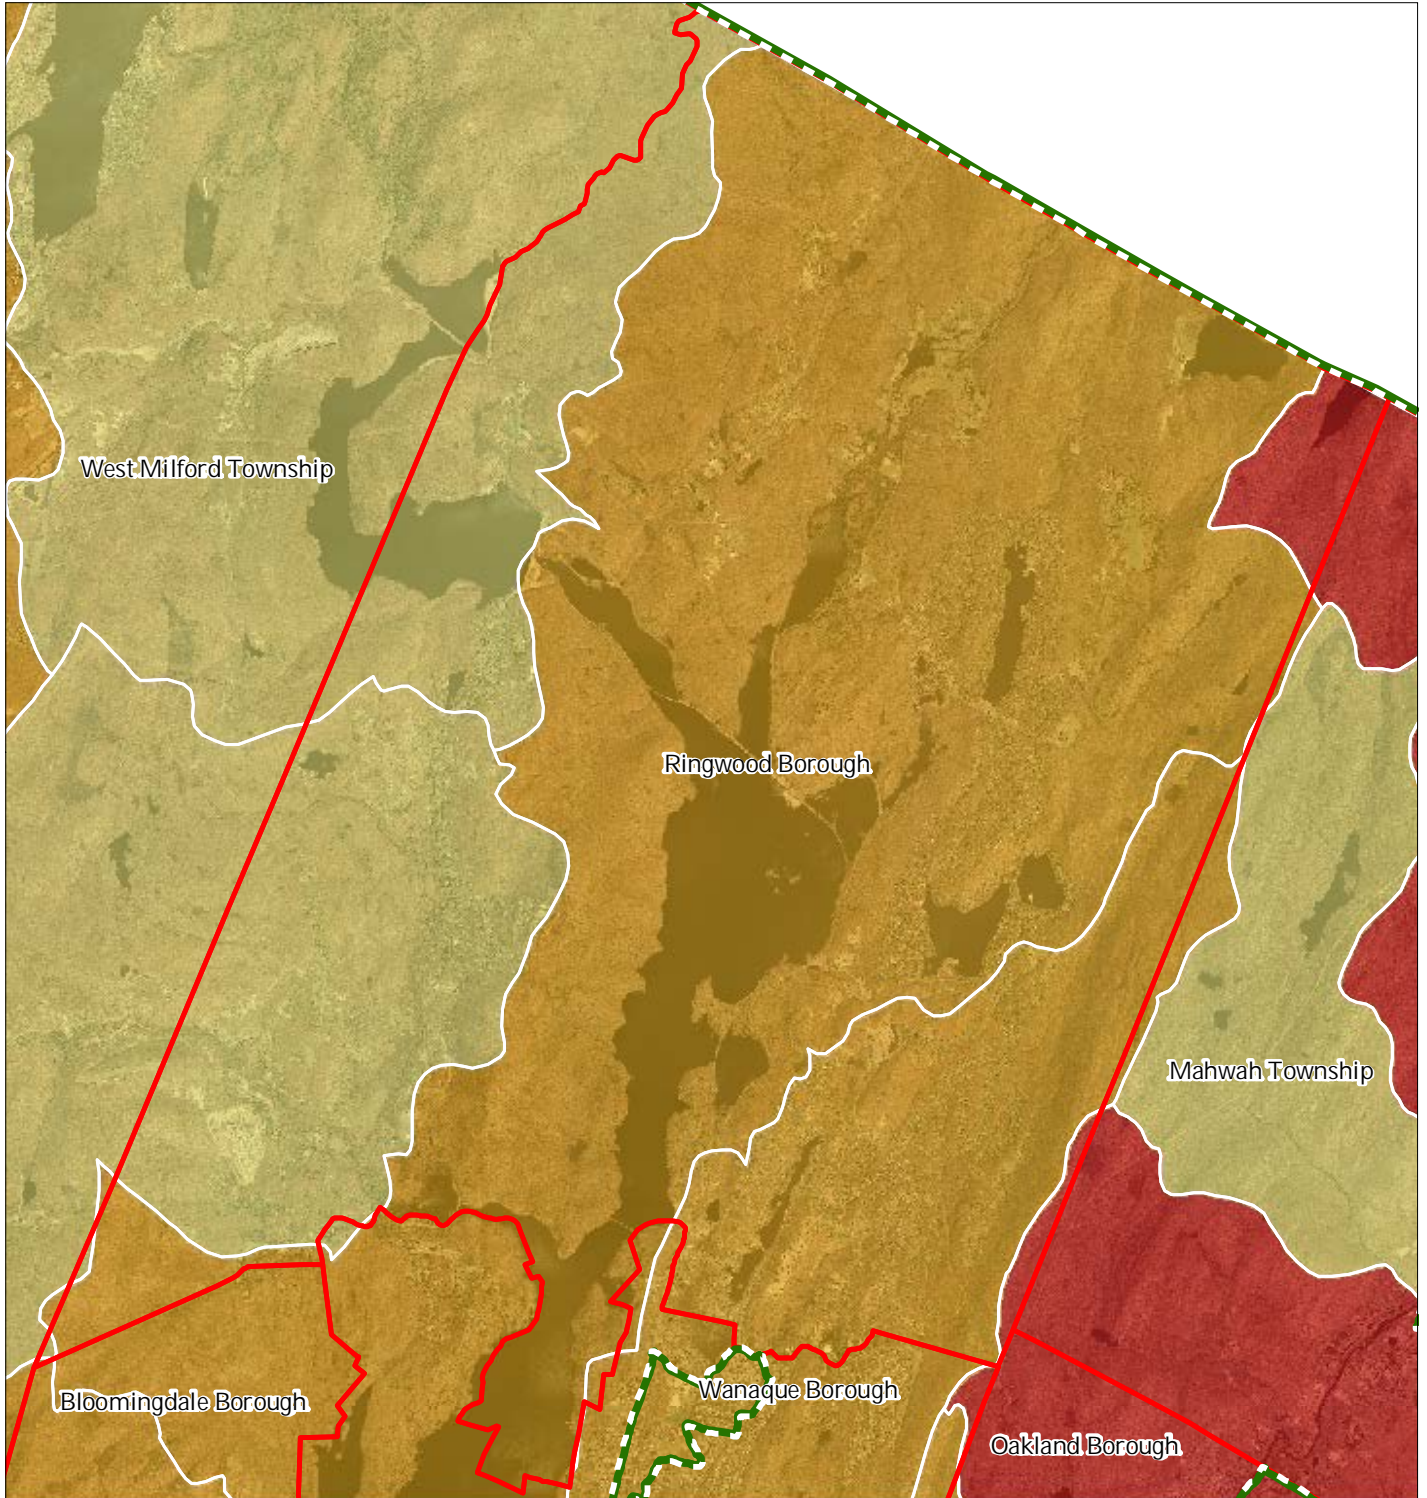 West Milford Township
Ringwood Borough
Mahwah Township
Bloomingdale Borough
Wanaque Borough
Oakland Borough